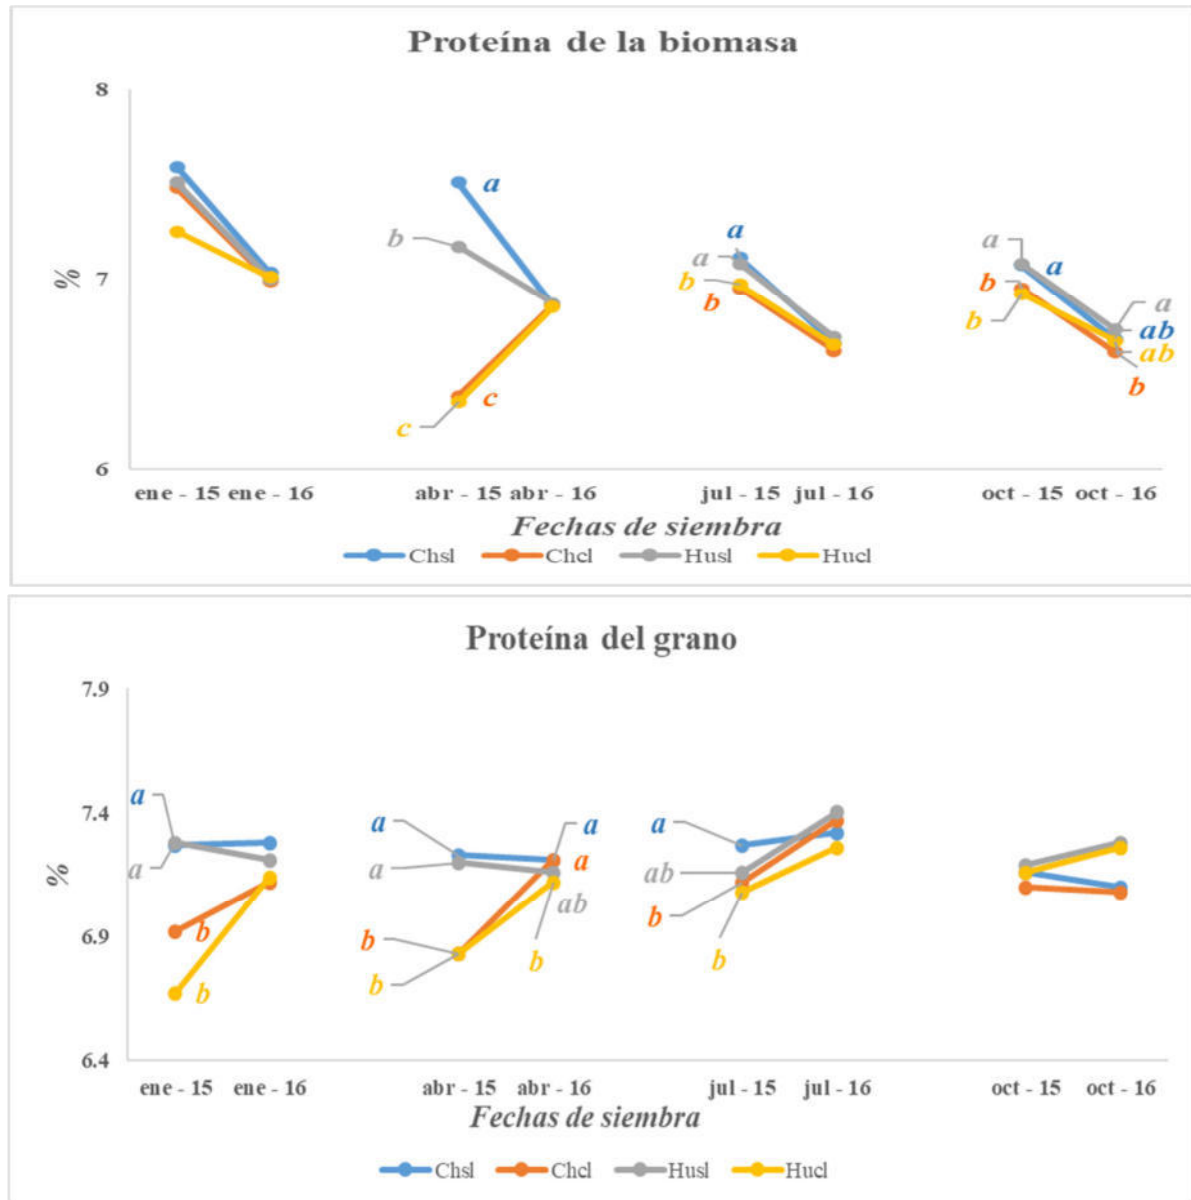 Proteína de la biomasa
8
a
a
a
b
a
a
a
%
7
b
b
ab
b
b
ab
b
c
c
6
ene - 15 ene - 16 abr - 15 abr - 16 jul - 15 jul - 16 oct - 15 oct - 16
Fechas de siembra
Chsl Chcl Husl Hucl
Proteína del grano
7.9
7.4
a
a
a
a
a
a
a
ab
%
ab
b
b
b
6.9
b
b
b
b
b
6.4
ene - 15 ene - 16 abr - 15 abr - 16 jul - 15 jul - 16 oct - 15 oct - 16
Fechas de siembra
Chsl Chcl Husl Hucl